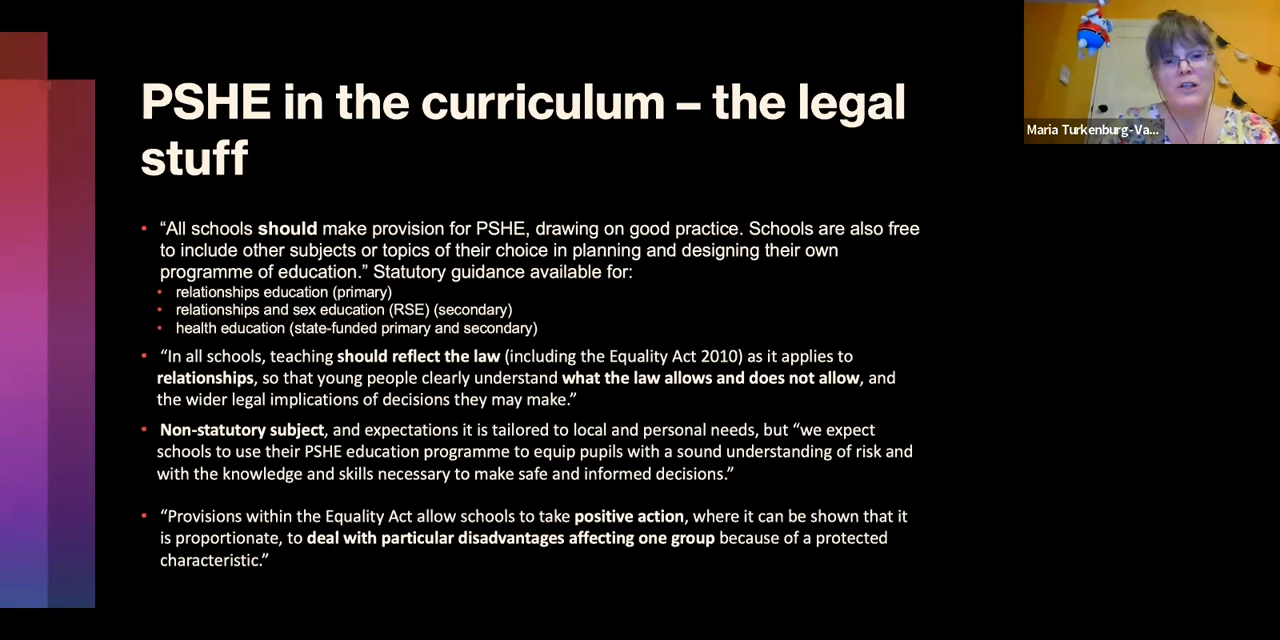 PSHE in the curriculum – the legal
stuff
Maria Turkenburg-Va...
• “All schools should make provision for PSHE, drawing on good practice. Schools are also free
to include other subjects or topics of their choice in planning and designing their own
programme of education.” Statutory guidance available for:
• relationships education (primary)
• relationships and sex education (RSE) (secondary)
• health education (state-funded primary and secondary)
• “In all schools, teaching should reflect the law (including the Equality Act 2010) as it applies to
relationships, so that young people clearly understand what the law allows and does not allow, and
the wider legal implications of decisions they may make.”
• Non-statutory subject, and expectations it is tailored to local and personal needs, but “we expect
schools to use their PSHE education programme to equip pupils with a sound understanding of risk and
with the knowledge and skills necessary to make safe and informed decisions.”
• “Provisions within the Equality Act allow schools to take positive action, where it can be shown that it
is proportionate, to deal with particular disadvantages affecting one group because of a protected
characteristic.”